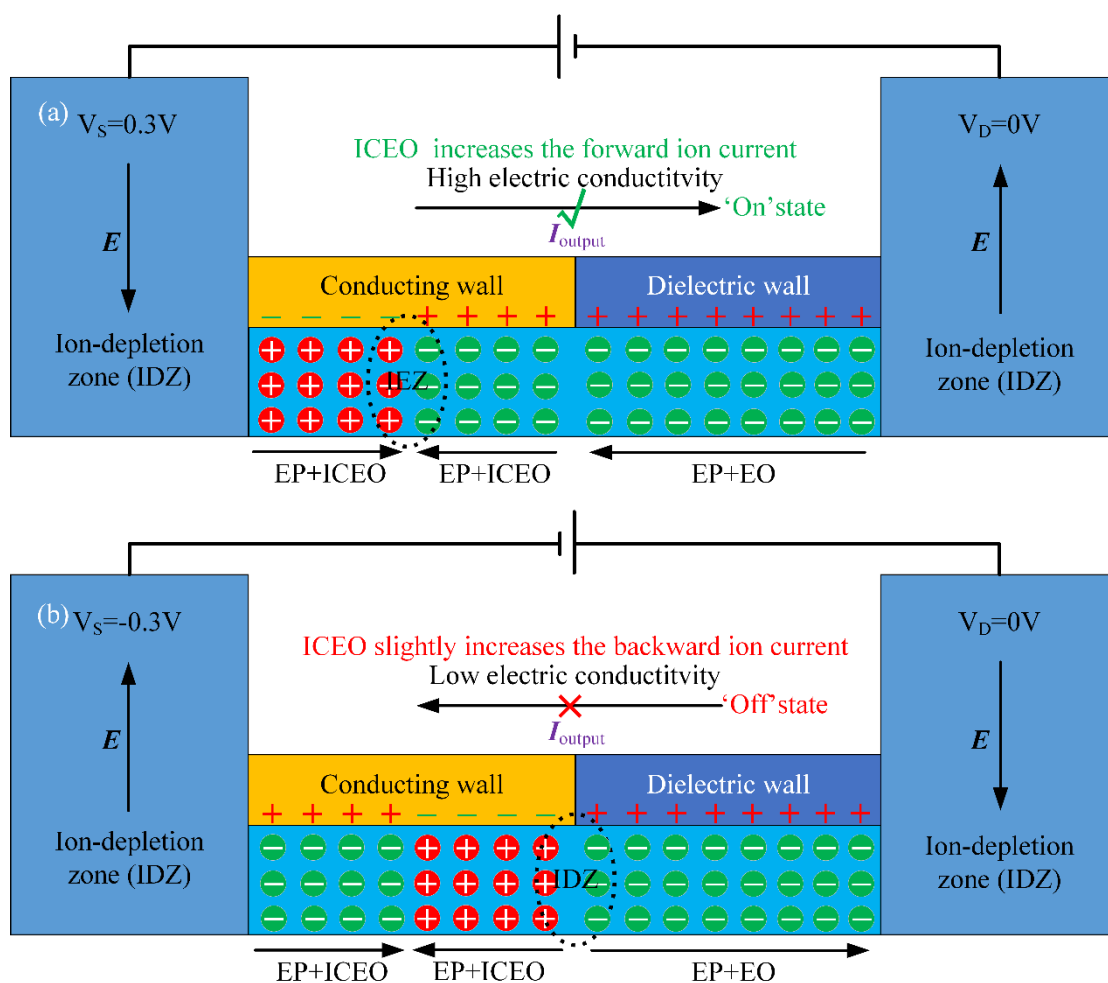 (a)
V_S=0.3V
V_D=0V
ICEO increases the forward ion current
High electric conductitvity
'On'state
I_output
E
E
Conducting wall
Dielectric wall
− − − − + + + +
+ + + + + + + +
Ion-depletion
zone (IDZ)
Ion-depletion
zone (IDZ)
+ + + + − − − − − − − − − − − −
+ + + + − − − − − − − − − − − −
+ + + + − − − − − − − − − − − −
IEZ
EP+ICEO
EP+ICEO
EP+EO
(b)
V_S=-0.3V
V_D=0V
ICEO slightly increases the backward ion current
Low electric conductitvity
'Off'state
I_output
E
E
Conducting wall
Dielectric wall
+ + + + − − − −
+ + + + + + + +
Ion-depletion
zone (IDZ)
Ion-depletion
zone (IDZ)
− − − − + + + + − − − − − − − −
− − − − + + + + − − − − − − − −
− − − − + + + + − − − − − − − −
IDZ
EP+ICEO
EP+ICEO
EP+EO